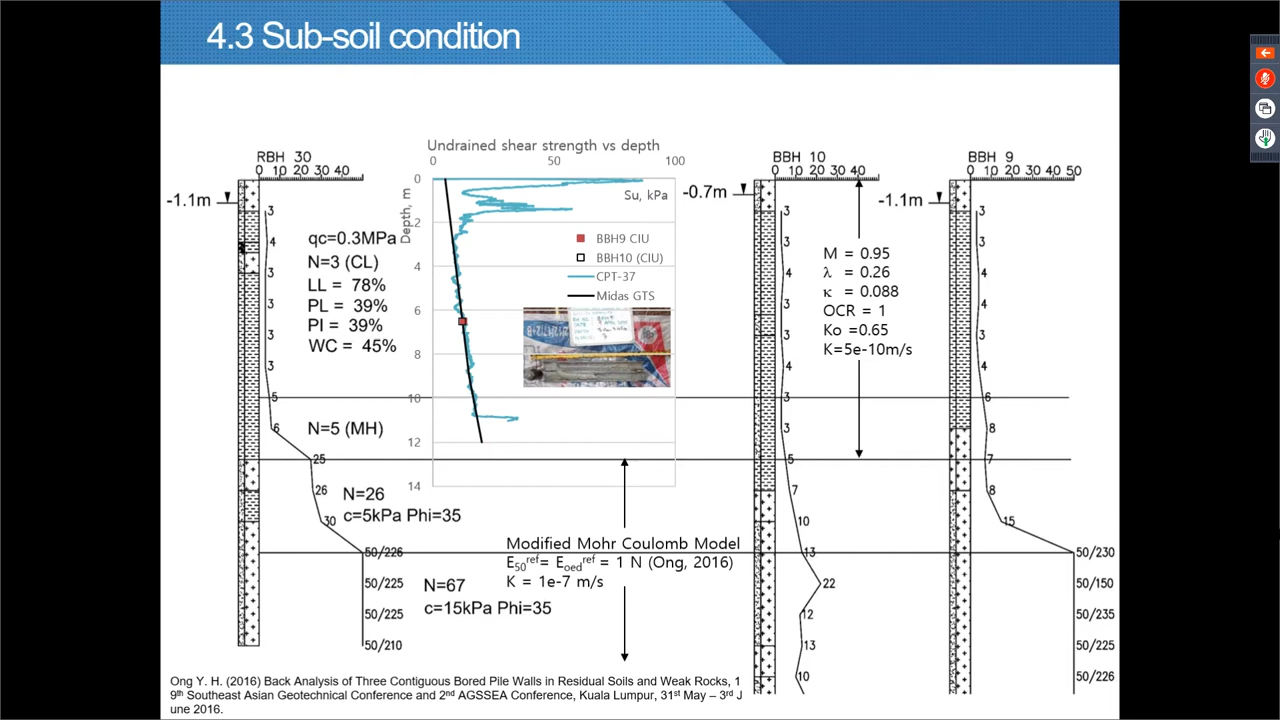 4.3 Sub-soil condition
RBH 30
0 10 20 30 40
-1.1m
3
4
3
3
3
3
5
6
25
26
30
50/226
50/225
50/225
50/210
qc=0.3MPa
N=3 (CL)
LL = 78%
PL = 39%
PI = 39%
WC = 45%
N=5 (MH)
N=26
c=5kPa Phi=35
N=67
c=15kPa Phi=35
Undrained shear strength vs depth
0 50 100
Su, kPa
Depth, m
0
2
4
6
8
10
12
14
BBH9 CIU
BBH10 (CIU)
CPT-37
Midas GTS
Modified Mohr Coulomb Model
E50ref= Eoedref = 1 N (Ong, 2016)
K = 1e-7 m/s
BBH 10
0 10 20 30 40
-0.7m
3
3
4
3
3
4
3
3
5
7
10
13
22
12
13
10
M = 0.95
λ = 0.26
κ = 0.088
OCR = 1
Ko =0.65
K=5e-10m/s
BBH 9
0 10 20 30 40 50
-1.1m
3
3
4
4
3
4
6
8
7
8
15
50/230
50/150
50/235
50/225
50/226
Ong Y. H. (2016) Back Analysis of Three Contiguous Bored Pile Walls in Residual Soils and Weak Rocks, 1
9th Southeast Asian Geotechnical Conference and 2nd AGSSEA Conference, Kuala Lumpur, 31st May – 3rd J
une 2016.